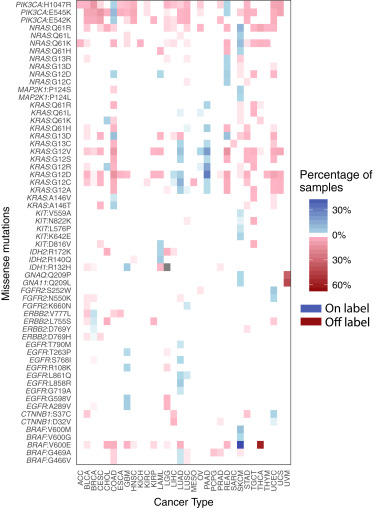 Missense mutations
PIK3CA:H1047R
PIK3CA:E545K
PIK3CA:E542K
NRAS:Q61R
NRAS:Q61L
NRAS:Q61K
NRAS:Q61H
NRAS:G13R
NRAS:G13D
NRAS:G12D
NRAS:G12C
MAP2K1:P124S
MAP2K1:P124L
KRAS:Q61R
KRAS:Q61L
KRAS:Q61K
KRAS:Q61H
KRAS:G13D
KRAS:G13C
KRAS:G12V
KRAS:G12S
KRAS:G12R
KRAS:G12D
KRAS:G12C
KRAS:G12A
KRAS:A146V
KRAS:A146T
KIT:V559A
KIT:N822K
KIT:L576P
KIT:K642E
KIT:D816V
IDH2:R172K
IDH2:R140Q
IDH1:R132H
GNAQ:Q209P
GNA11:Q209L
FGFR2:S252W
FGFR2:N550K
FGFR2:K660N
ERBB2:V777L
ERBB2:L755S
ERBB2:D769Y
ERBB2:D769H
EGFR:T790M
EGFR:T263P
EGFR:S768I
EGFR:R108K
EGFR:L861Q
EGFR:L858R
EGFR:G719A
EGFR:G598V
EGFR:A289V
CTNNB1:S37C
CTNNB1:D32V
BRAF:V600M
BRAF:V600G
BRAF:V600E
BRAF:G469A
BRAF:G466V
ACC BLCA BRCA CESC CHOL COAD ESCA GBM HNSC KICH KIRC KIRP LAML LGG LIHC LUAD LUSC MESO OV PAAD PCPG PRAD READ SARC SKCM STAD TGCT THCA THYM UCEC UCS UVM
Cancer Type
Percentage of
samples
30%
0%
30%
60%
On label
Off label